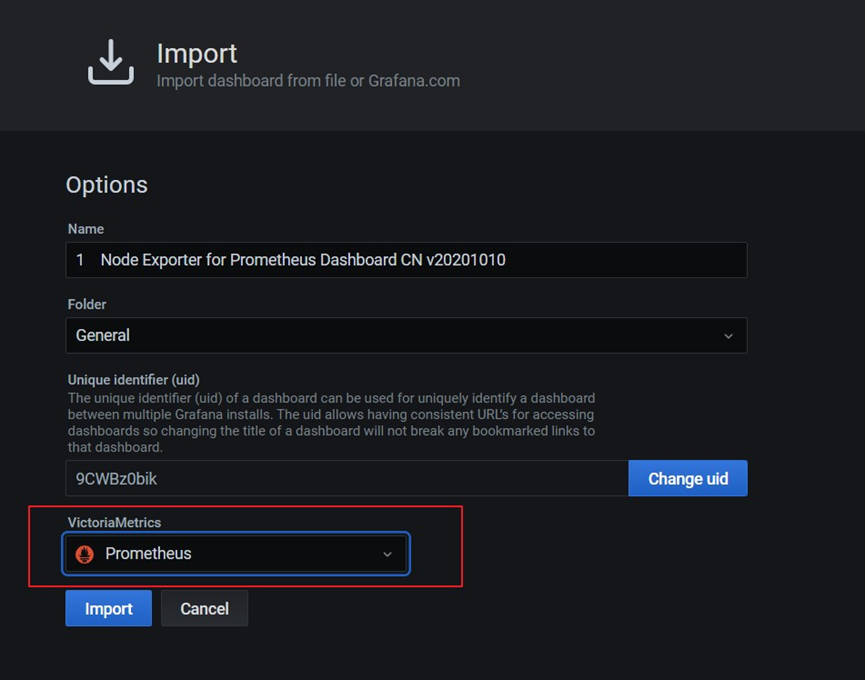 Import
Import dashboard from file or Grafana.com
Options
Name
1 Node Exporter for Prometheus Dashboard CN v20201010
Folder
General
Unique identifier (uid)
The unique identifier (uid) of a dashboard can be used for uniquely identify a dashboard
between multiple Grafana installs. The uid allows having consistent URL's for accessing
dashboards so changing the title of a dashboard will not break any bookmarked links to
that dashboard.
9CWBz0bik
Change uid
VictoriaMetrics
Prometheus
Import
Cancel